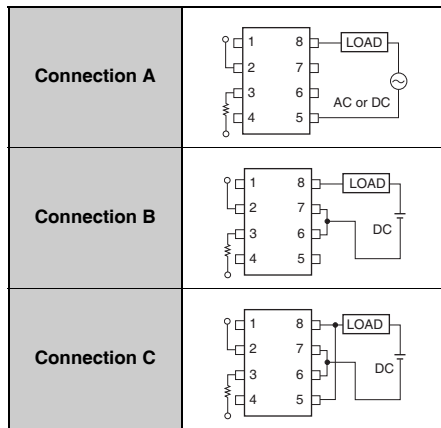 Connection A
1 8 LOAD
2 7
3 6
AC or DC
4 5
Connection B
1 8 LOAD
2 7
DC
3 6
4 5
Connection C
1 8 LOAD
2 7
DC
3 6
4 5